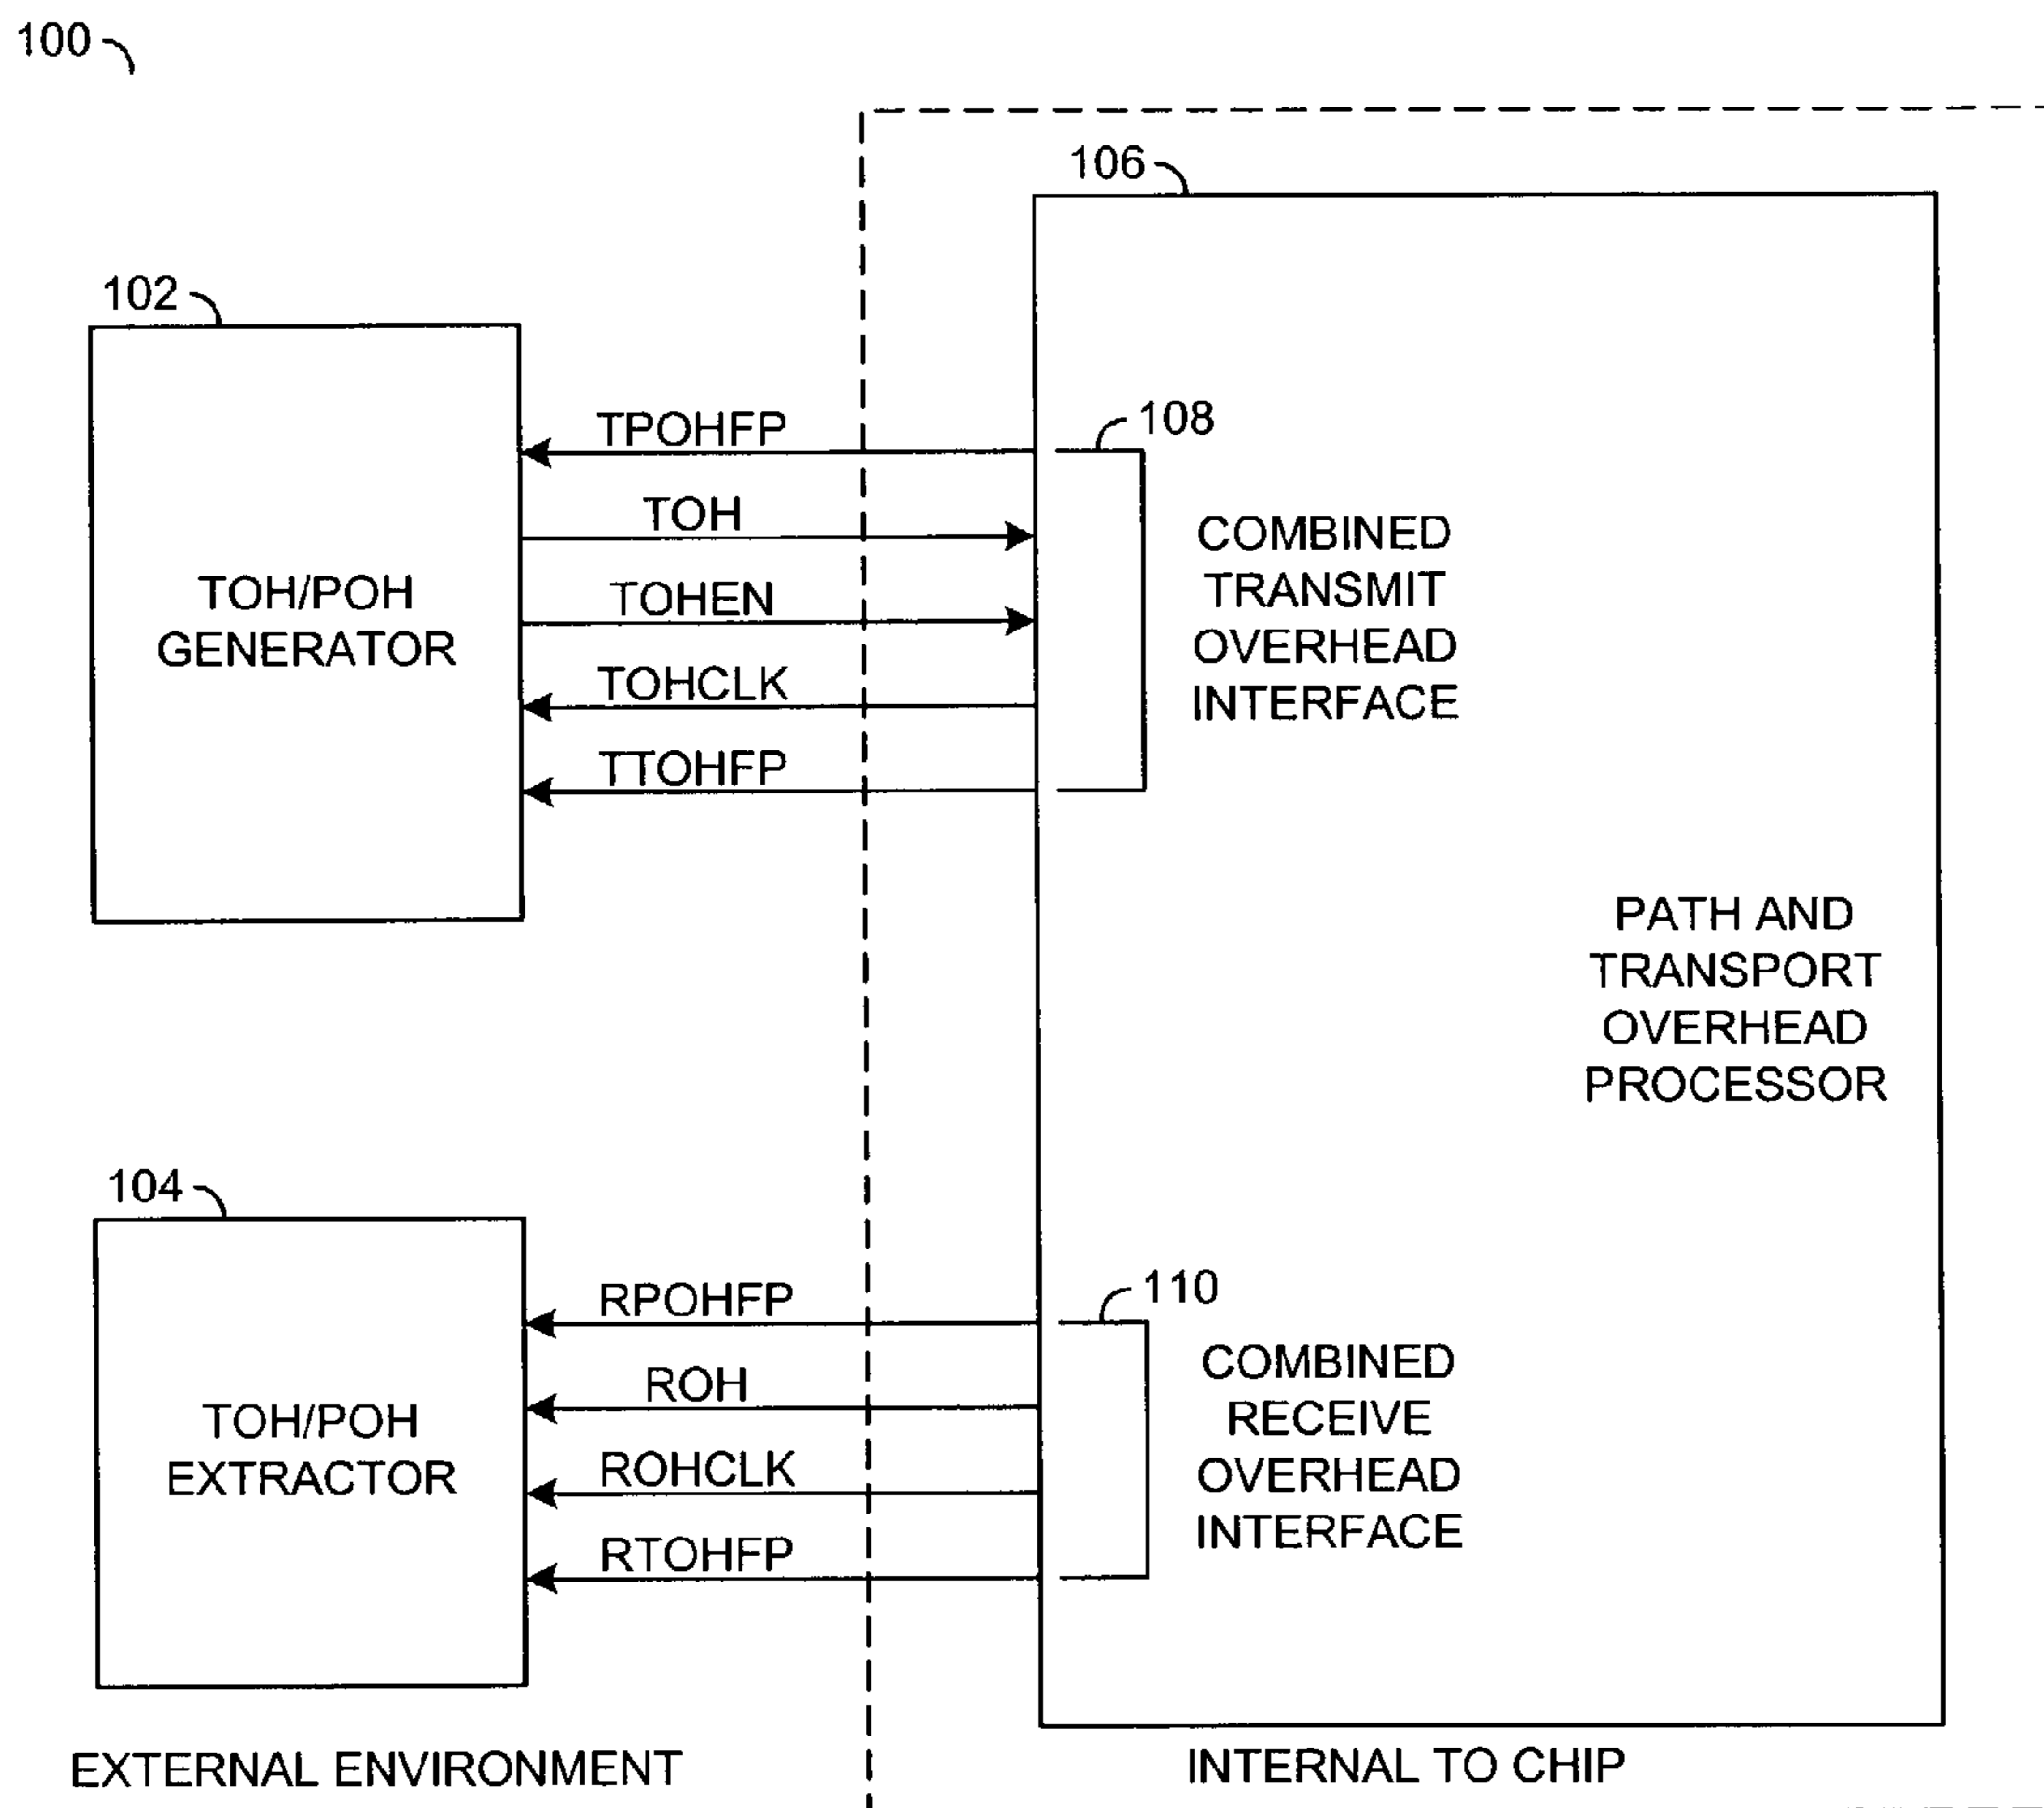 100
106
102
TOH/POH
GENERATOR
TPOHFP
TOH
TOHEN
TOHCLK
TTOHFP
108
COMBINED
TRANSMIT
OVERHEAD
INTERFACE
PATH AND
TRANSPORT
OVERHEAD
PROCESSOR
104
TOH/POH
EXTRACTOR
RPOHFP
ROH
ROHCLK
RTOHFP
110
COMBINED
RECEIVE
OVERHEAD
INTERFACE
EXTERNAL ENVIRONMENT
INTERNAL TO CHIP